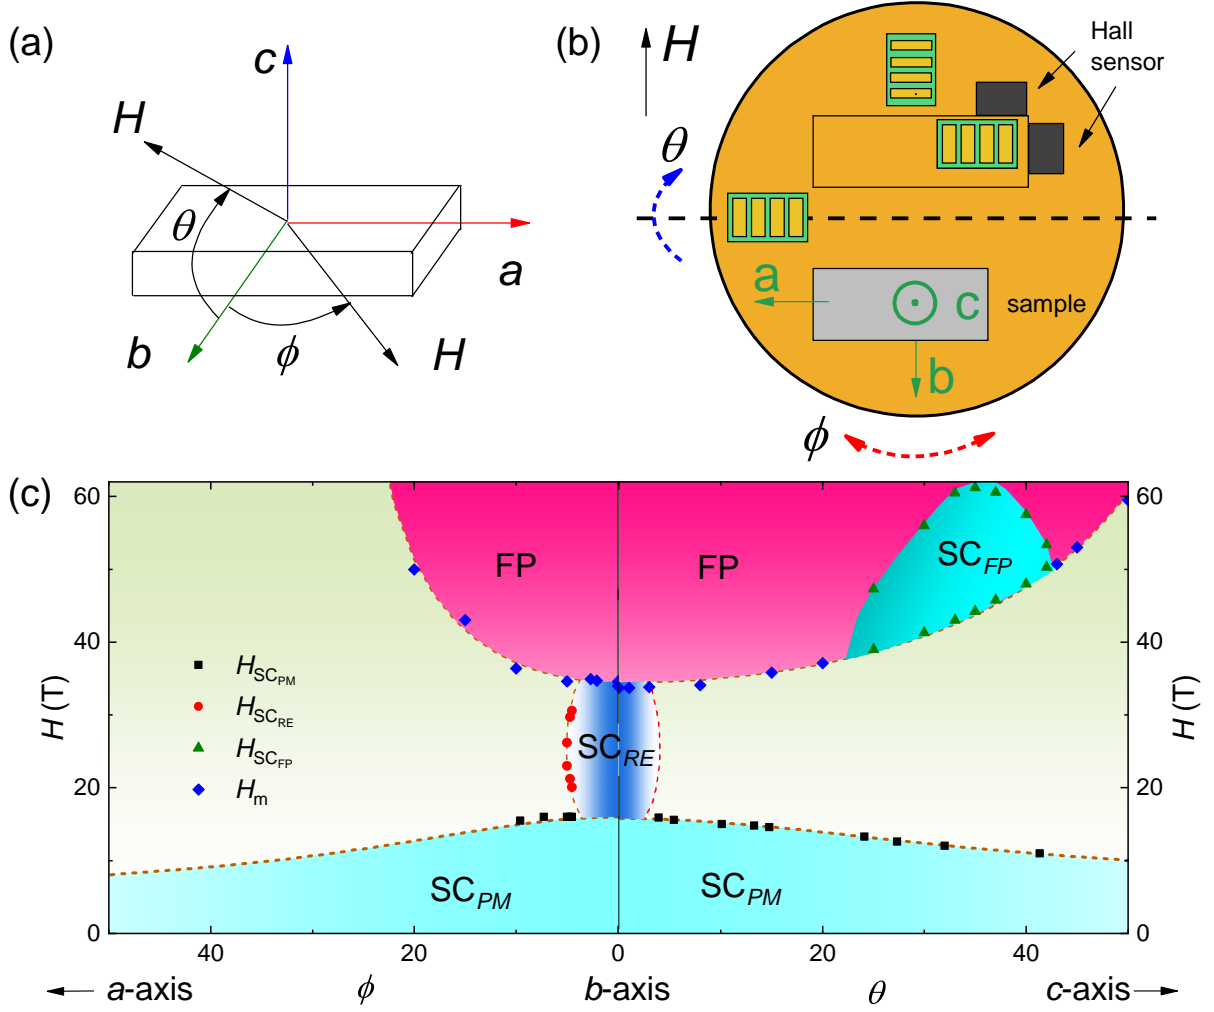 (a)
c
H
θ
a
b
ϕ
H
(b)
H
Hall
sensor
θ
a
c
sample
b
ϕ
(c)
60
60
FP
FP
SC_FP
40
40
H_SC_PM
H_SC_RE
H_SC_FP
H_m
H (T)
H (T)
SC_RE
20
20
SC_PM
SC_PM
0
0
40
20
0
20
40
a-axis
ϕ
b-axis
θ
c-axis